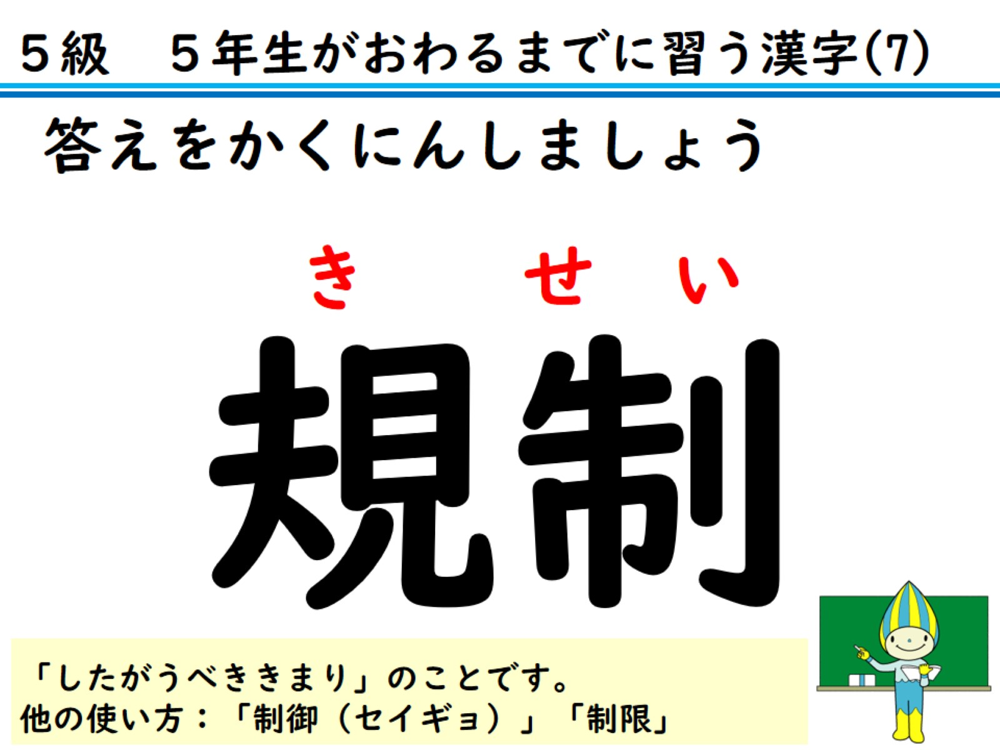 ５級　５年生がおわるまでに習う漢字(7)
答えをかくにんしましょう
き　せ　い
規制
「したがうべききまり」のことです。
他の使い方：「制御（セイギョ）」「制限」